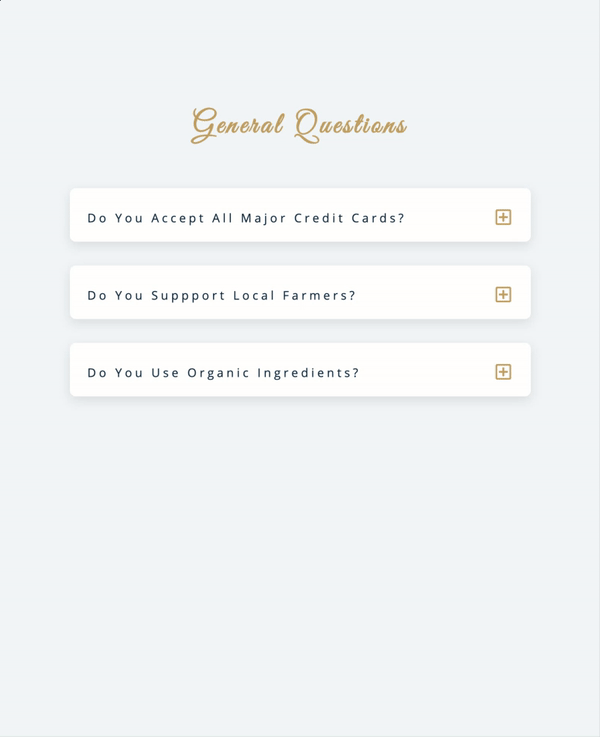 General Questions
Do You Accept All Major Credit Cards?
Do You Suppport Local Farmers?
Do You Use Organic Ingredients?